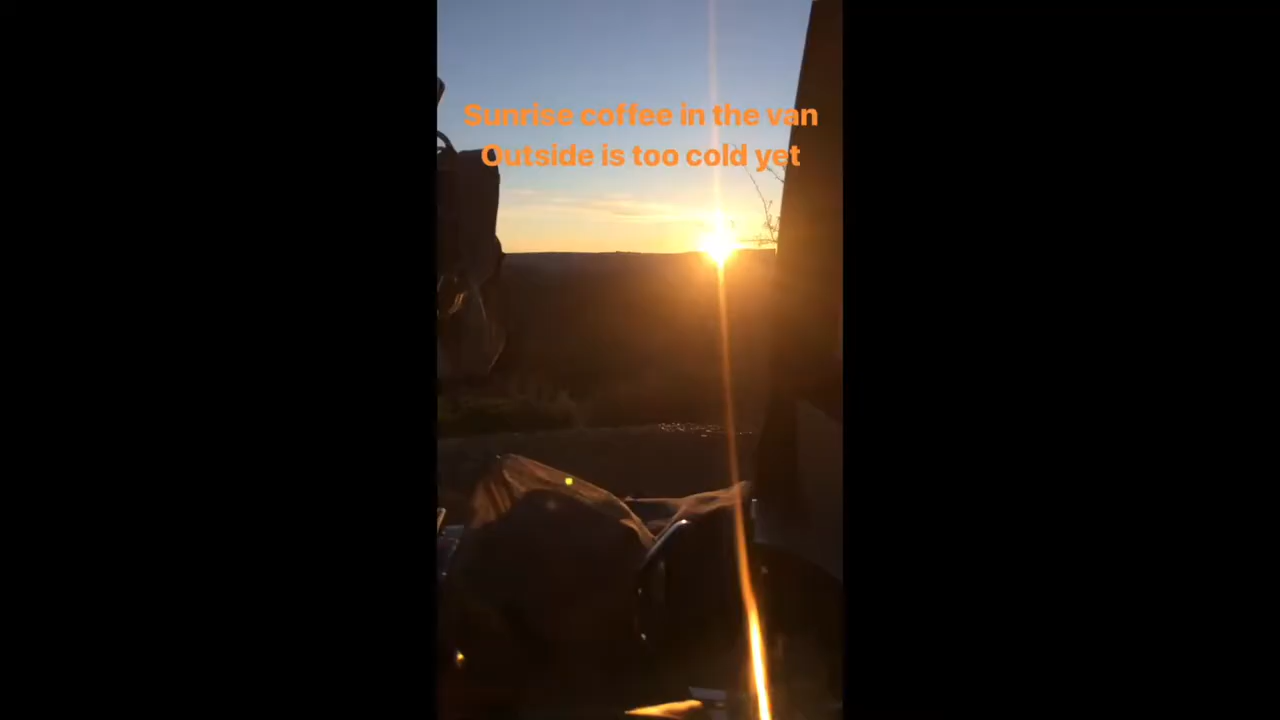 Sunrise coffee in the van
Outside is too cold yet